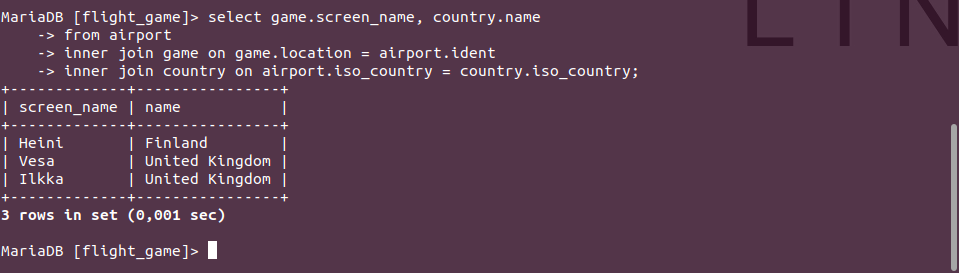 MariaDB [flight_game]> select game.screen_name, country.name
    -> from airport
    -> inner join game on game.location = airport.ident
    -> inner join country on airport.iso_country = country.iso_country;
+-------------+----------------+
| screen_name | name           |
+-------------+----------------+
| Heini       | Finland        |
| Vesa        | United Kingdom |
| Ilkka       | United Kingdom |
+-------------+----------------+
3 rows in set (0,001 sec)

MariaDB [flight_game]>